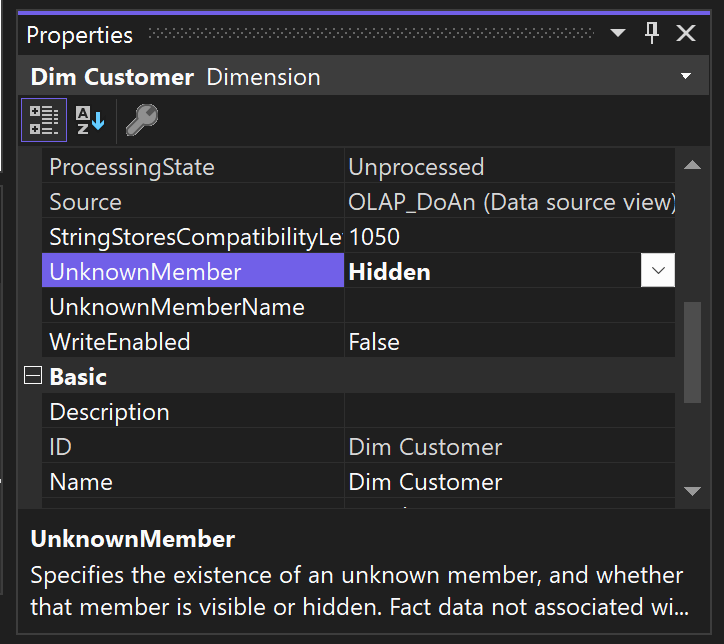 Properties
Dim Customer Dimension
ProcessingState Unprocessed
Source OLAP_DoAn (Data source view)
StringStoresCompatibilityLe 1050
UnknownMember Hidden
UnknownMemberName
WriteEnabled False
Basic
Description
ID Dim Customer
Name Dim Customer
UnknownMember
Specifies the existence of an unknown member, and whether
that member is visible or hidden. Fact data not associated wi...